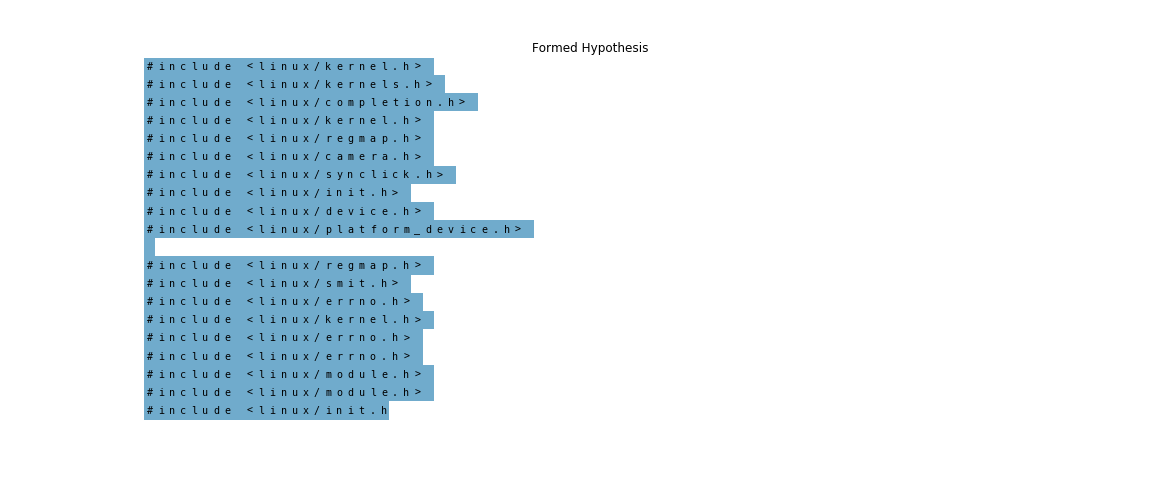 Formed Hypothesis
#include <linux/kernel.h>
#include <linux/kernels.h>
#include <linux/completion.h>
#include <linux/kernel.h>
#include <linux/regmap.h>
#include <linux/camera.h>
#include <linux/synclick.h>
#include <linux/init.h>
#include <linux/device.h>
#include <linux/platform_device.h>
#include <linux/regmap.h>
#include <linux/smit.h>
#include <linux/errno.h>
#include <linux/kernel.h>
#include <linux/errno.h>
#include <linux/errno.h>
#include <linux/module.h>
#include <linux/module.h>
#include <linux/init.h